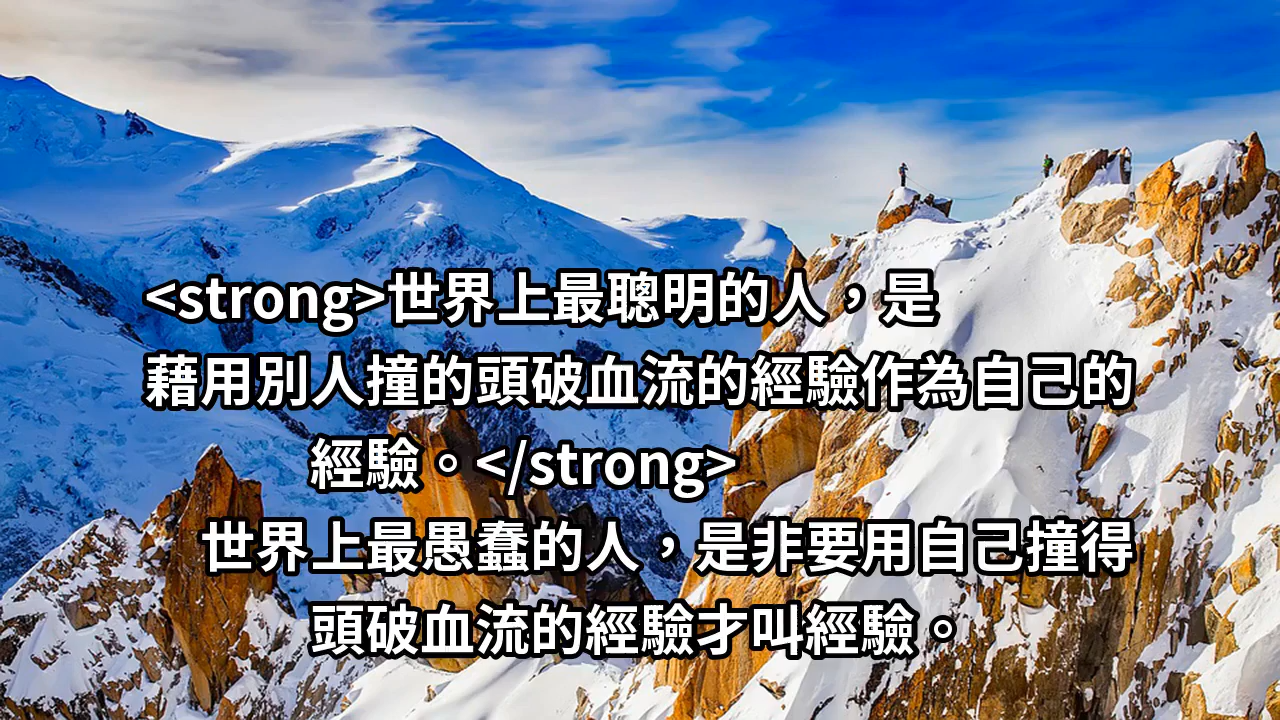 <strong>世界上最聰明的人，是
藉用別人撞的頭破血流的經驗作為自己的
經驗。</strong>
世界上最愚蠢的人，是非要用自己撞得
頭破血流的經驗才叫經驗。